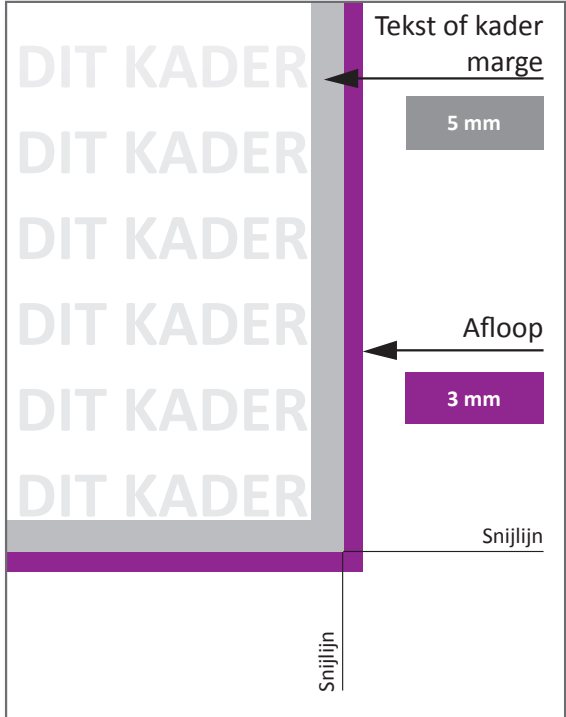 DIT KADER
DIT KADER
DIT KADER
DIT KADER
DIT KADER
DIT KADER
Tekst of kader
marge
5 mm
Afloop
3 mm
Snijlijn
Snijlijn